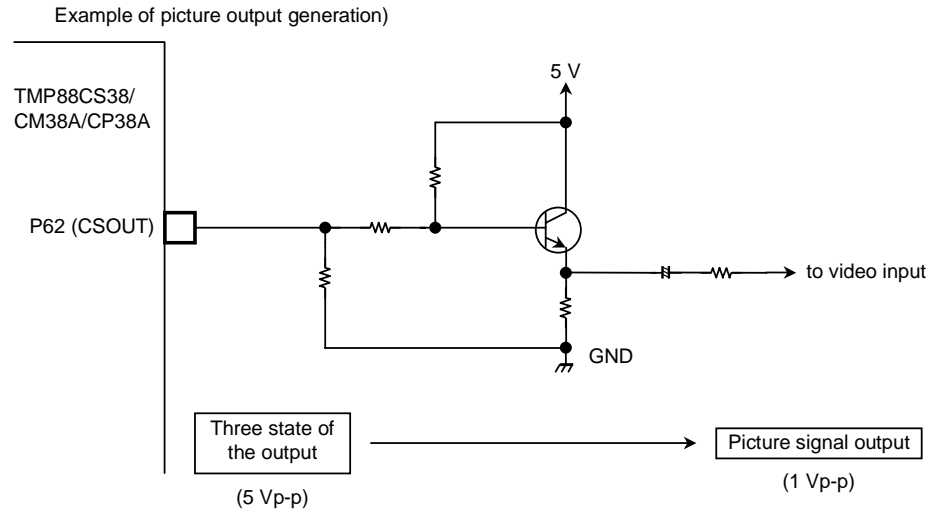 Example of picture output generation)
5 V
TMP88CS38/
CM38A/CP38A
P62 (CSOUT)
to video input
GND
Three state of
the output
Picture signal output
(5 Vp-p)
(1 Vp-p)